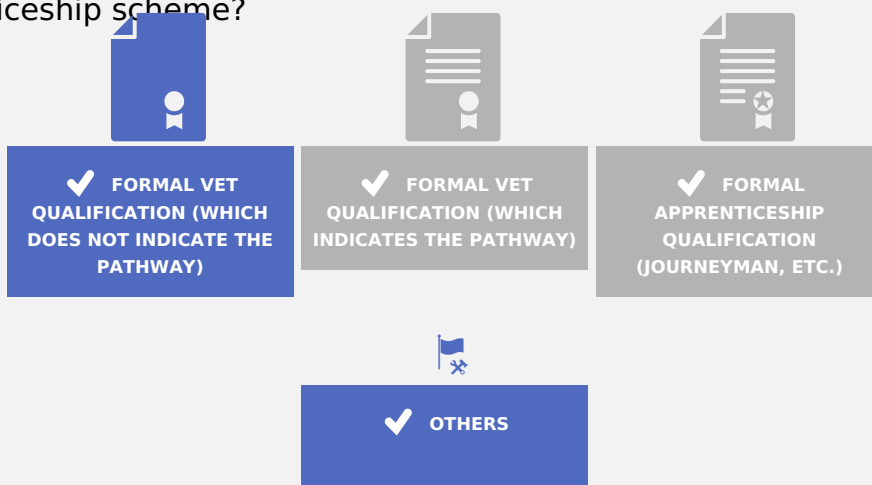 iceship scheme?
FORMAL VET
QUALIFICATION (WHICH
DOES NOT INDICATE THE
PATHWAY)
FORMAL VET
QUALIFICATION (WHICH
INDICATES THE PATHWAY)
FORMAL
APPRENTICESHIP
QUALIFICATION
(JOURNEYMAN, ETC.)
OTHERS